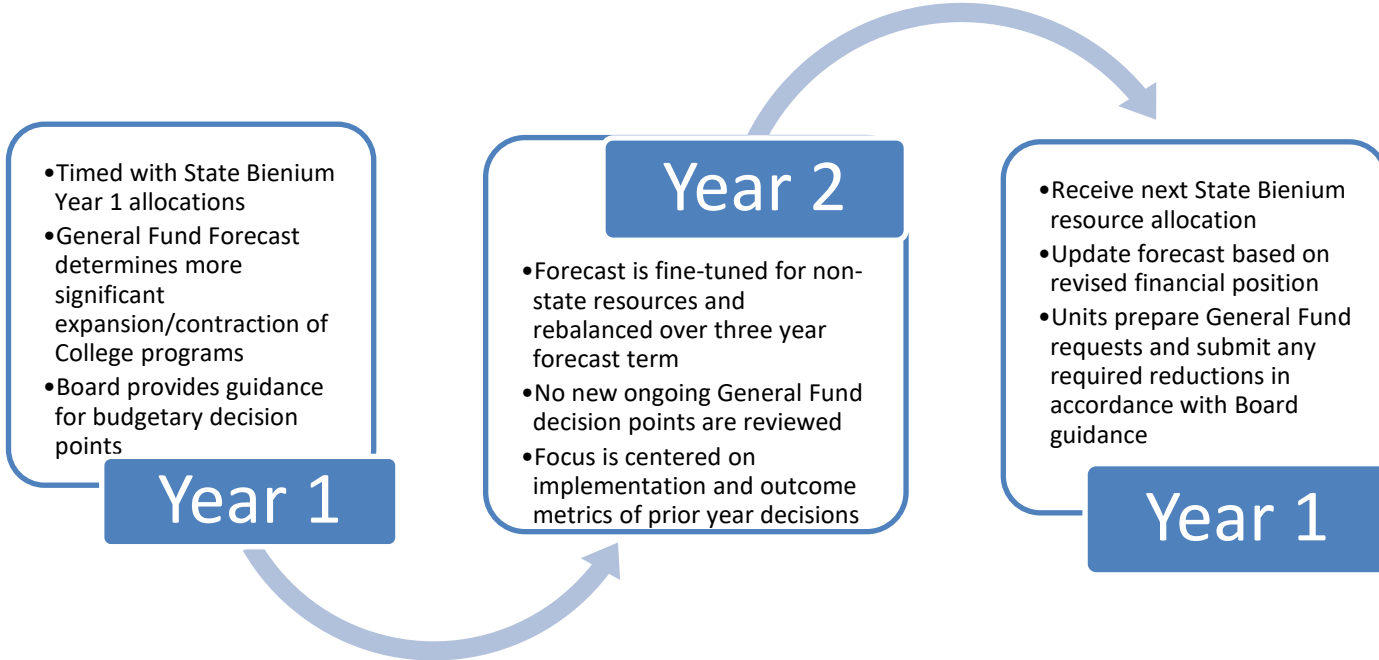 •Timed with State Bienium
Year 1 allocations
•General Fund Forecast
determines more
significant
expansion/contraction of
College programs
•Board provides guidance
for budgetary decision
points
Year 1
Year 2
•Forecast is fine-tuned for non-
state resources and
rebalanced over three year
forecast term
•No new ongoing General Fund
decision points are reviewed
•Focus is centered on
implementation and outcome
metrics of prior year decisions
•Receive next State Bienium
resource allocation
•Update forecast based on
revised financial position
•Units prepare General Fund
requests and submit any
required reductions in
accordance with Board
guidance
Year 1